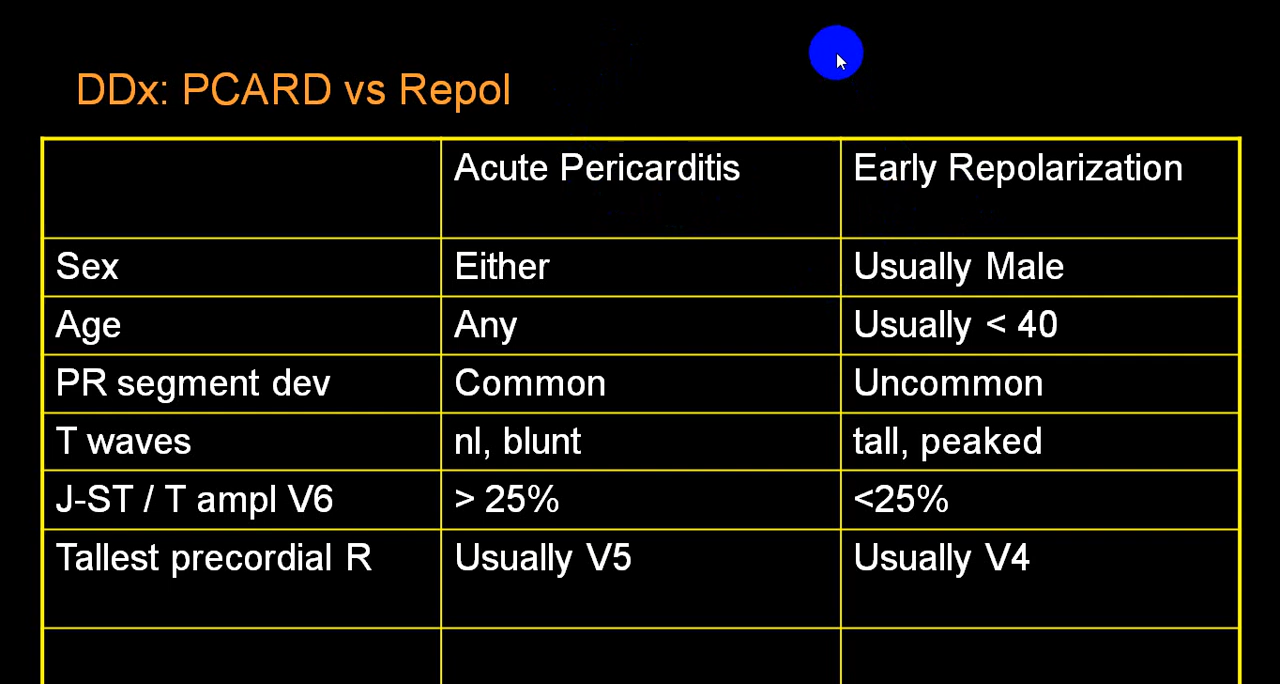 DDx: PCARD vs Repol
Acute Pericarditis Early Repolarization
Sex Either Usually Male
Age Any Usually < 40
PR segment dev Common Uncommon
T waves nl, blunt tall, peaked
J-ST / T ampl V6 > 25% <25%
Tallest precordial R Usually V5 Usually V4